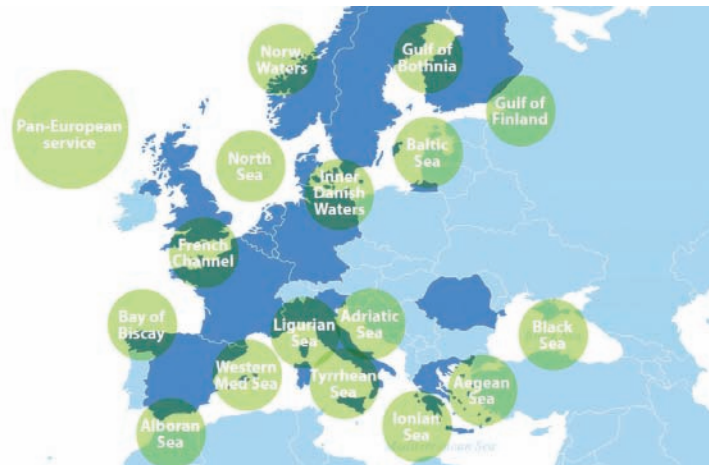 Norw.
Waters
Gulf of
Bothnia
Pan-European
service
Gulf of
Finland
North
Sea
Baltic
Sea
Inner
Danish
Waters
French
Channel
Bay of
Biscay
Ligurian
Sea
Adriatic
Sea
Black
Sea
Western
Med Sea
Tyrrhean
Sea
Aegean
Sea
Alboran
Sea
Ionian
Sea
Mediterranean Sea